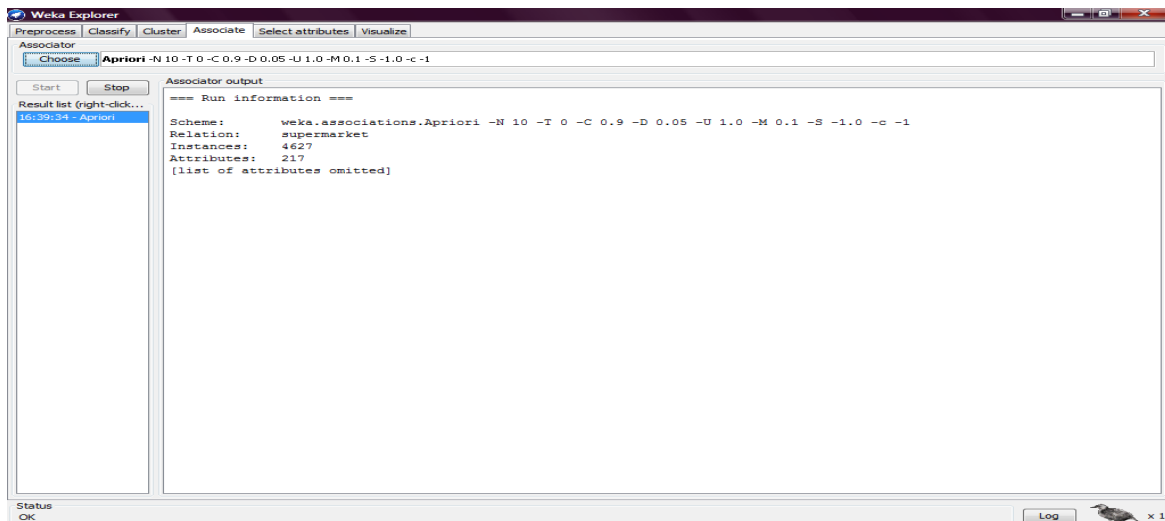 Weka Explorer
Preprocess Classify Cluster Associate Select attributes Visualize
Associator
Choose Apriori -N 10 -T 0 -C 0.9 -D 0.05 -U 1.0 -M 0.1 -S -1.0 -c -1
Start Stop
Result list (right-click...
16:39:34 - Apriori
Associator output
=== Run information ===
Scheme: weka.associations.Apriori -N 10 -T 0 -C 0.9 -D 0.05 -U 1.0 -M 0.1 -S -1.0 -c -1
Relation: supermarket
Instances: 4627
Attributes: 217
[list of attributes omitted]
Status
OK
Log x 1